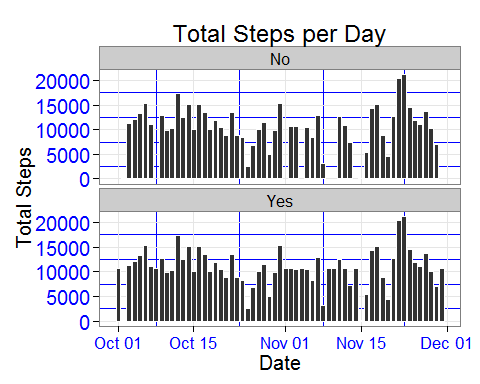 Total Steps per Day
No
20000
15000
10000
5000
0
Yes
20000
15000
10000
5000
0
Total Steps
Oct 01 Oct 15 Nov 01 Nov 15 Dec 01
Date